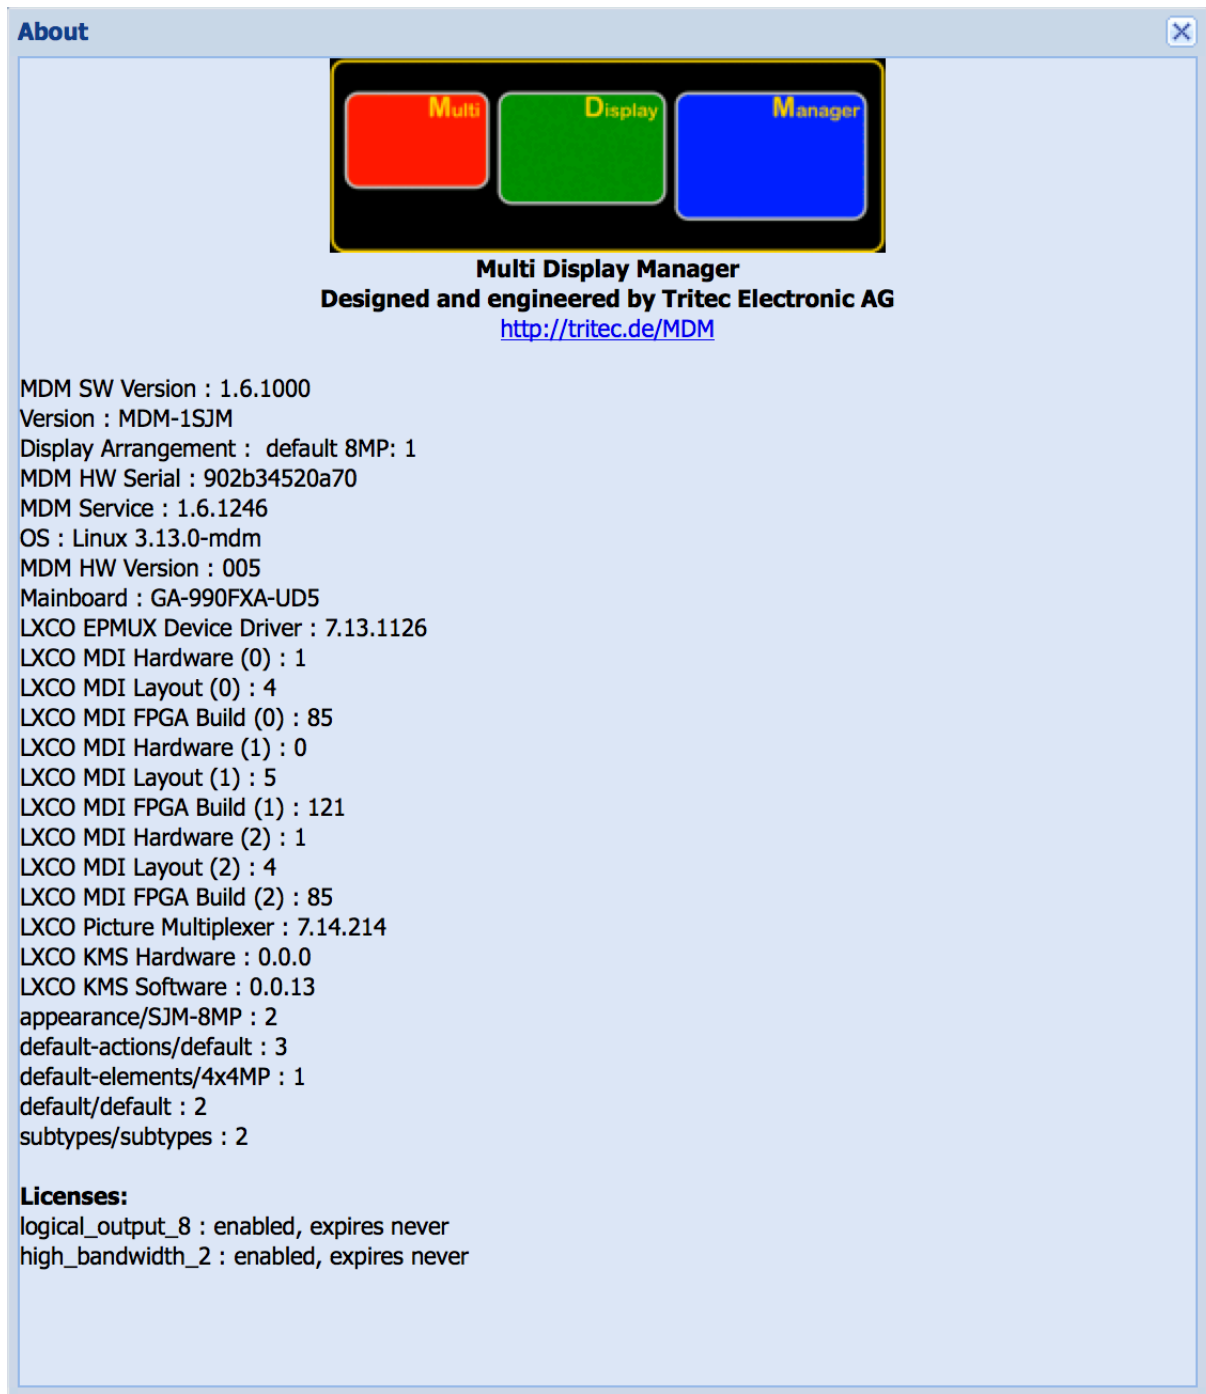 About
Multi Display Manager
Multi Display Manager
Designed and engineered by Tritec Electronic AG
http://tritec.de/MDM
MDM SW Version : 1.6.1000
Version : MDM-1SJM
Display Arrangement :  default 8MP: 1
MDM HW Serial : 902b34520a70
MDM Service : 1.6.1246
OS : Linux 3.13.0-mdm
MDM HW Version : 005
Mainboard : GA-990FXA-UD5
LXCO EPMUX Device Driver : 7.13.1126
LXCO MDI Hardware (0) : 1
LXCO MDI Layout (0) : 4
LXCO MDI FPGA Build (0) : 85
LXCO MDI Hardware (1) : 0
LXCO MDI Layout (1) : 5
LXCO MDI FPGA Build (1) : 121
LXCO MDI Hardware (2) : 1
LXCO MDI Layout (2) : 4
LXCO MDI FPGA Build (2) : 85
LXCO Picture Multiplexer : 7.14.214
LXCO KMS Hardware : 0.0.0
LXCO KMS Software : 0.0.13
appearance/SJM-8MP : 2
default-actions/default : 3
default-elements/4x4MP : 1
default/default : 2
subtypes/subtypes : 2
Licenses:
logical_output_8 : enabled, expires never
high_bandwidth_2 : enabled, expires never